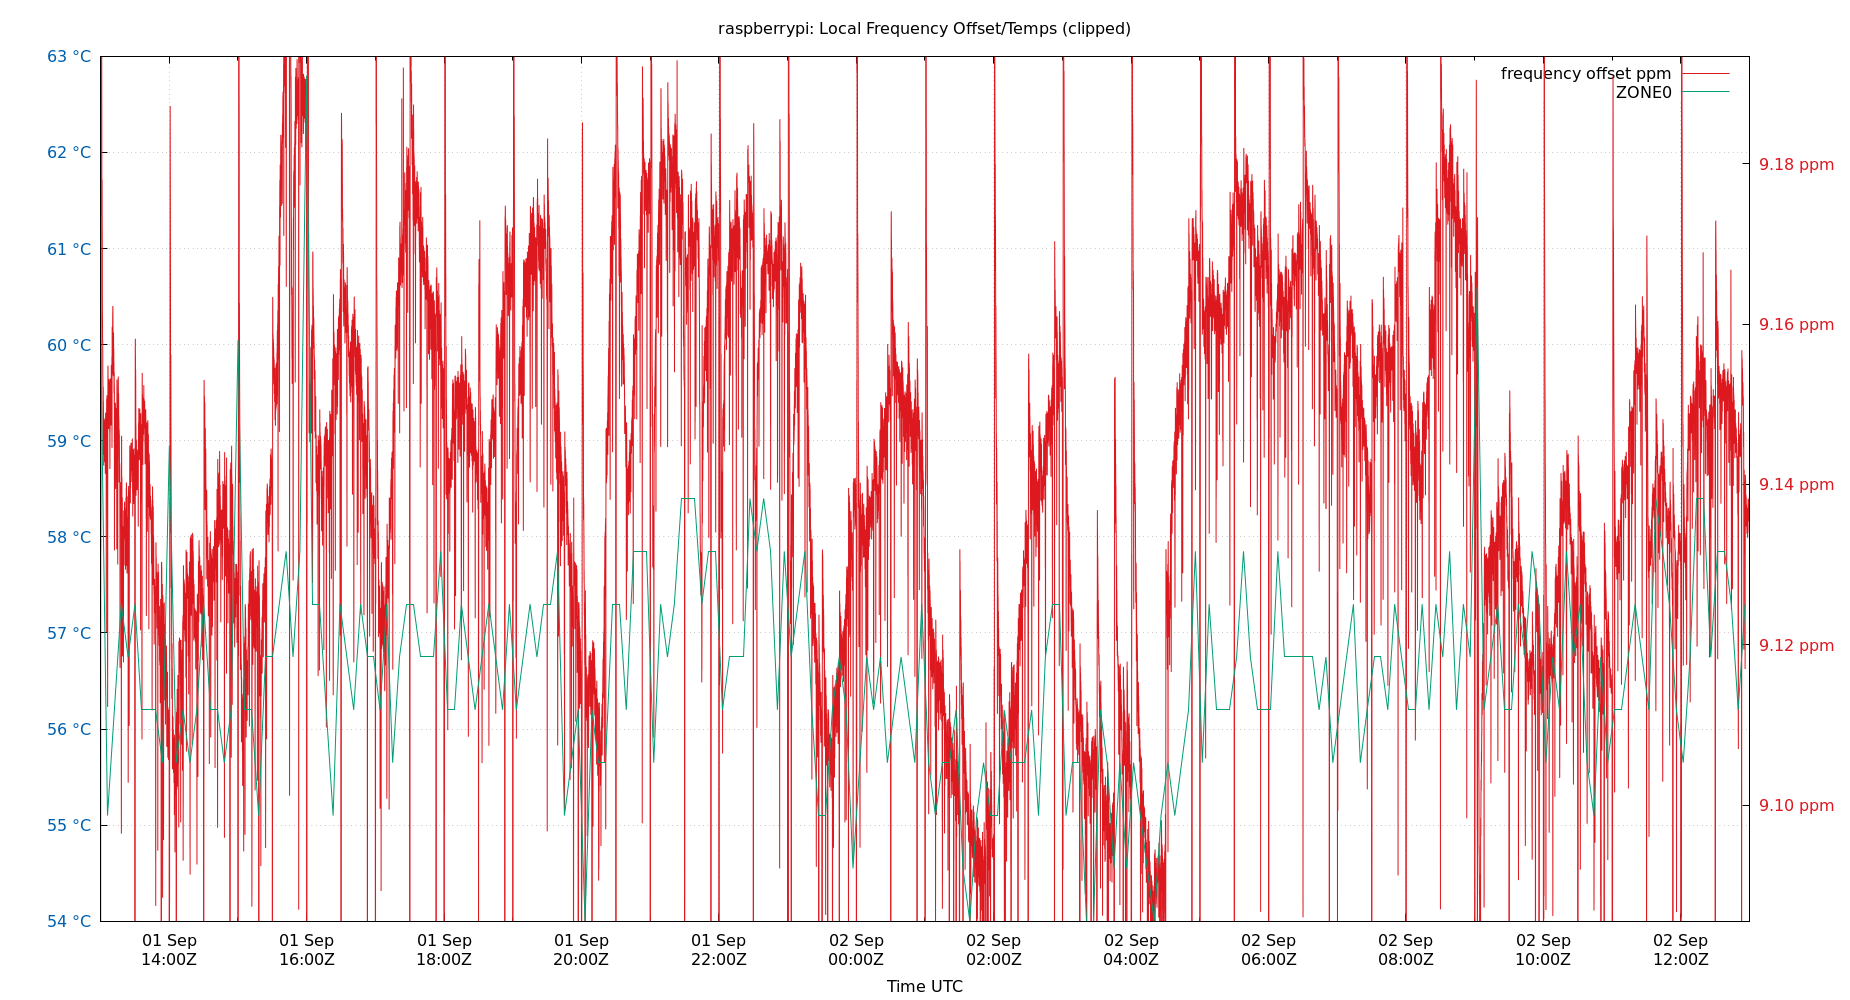 raspberrypi: Local Frequency Offset/Temps (clipped)
frequency offset ppm
ZONE0
63 °C
62 °C
61 °C
60 °C
59 °C
58 °C
57 °C
56 °C
55 °C
54 °C
9.18 ppm
9.16 ppm
9.14 ppm
9.12 ppm
9.10 ppm
01 Sep 01 Sep 01 Sep 01 Sep 01 Sep 02 Sep 02 Sep 02 Sep 02 Sep 02 Sep 02 Sep 02 Sep
14:00Z 16:00Z 18:00Z 20:00Z 22:00Z 00:00Z 02:00Z 04:00Z 06:00Z 08:00Z 10:00Z 12:00Z
Time UTC